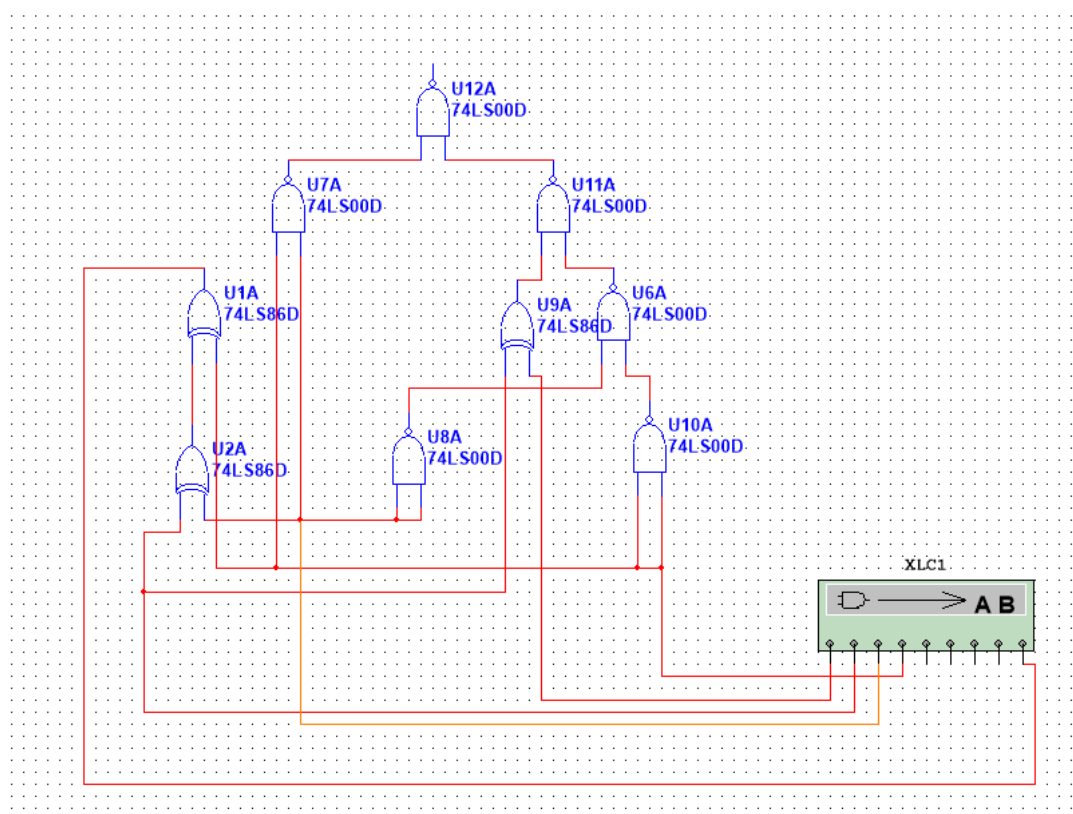 U12A
74LS00D
U7A
74LS00D
U11A
74LS00D
U1A
74LS86D
U9A
74LS86D
U6A
74LS00D
U10A
74LS00D
U8A
74LS00D
U2A
74LS86D
XLC1
A B